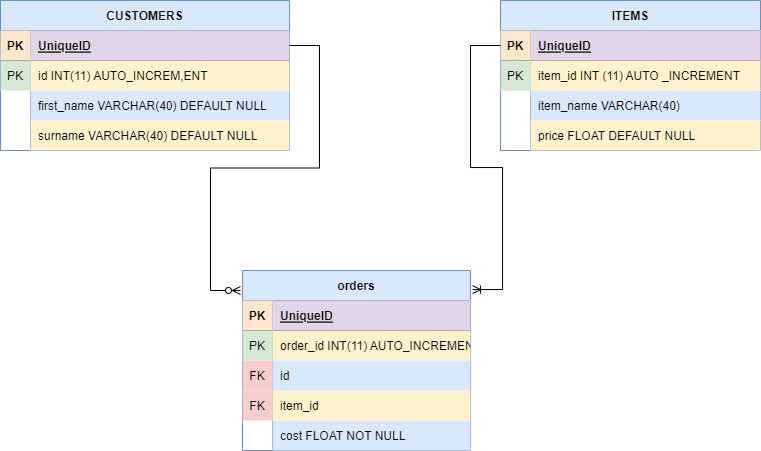 CUSTOMERS
PK UniqueID
PK id INT(11) AUTO_INCREM,ENT
first_name VARCHAR(40) DEFAULT NULL
surname VARCHAR(40) DEFAULT NULL
ITEMS
PK UniqueID
PK item_id INT (11) AUTO _INCREMENT
item_name VARCHAR(40)
price FLOAT DEFAULT NULL
orders
PK UniqueID
PK order_id INT(11) AUTO_INCREMEN
FK id
FK item_id
cost FLOAT NOT NULL